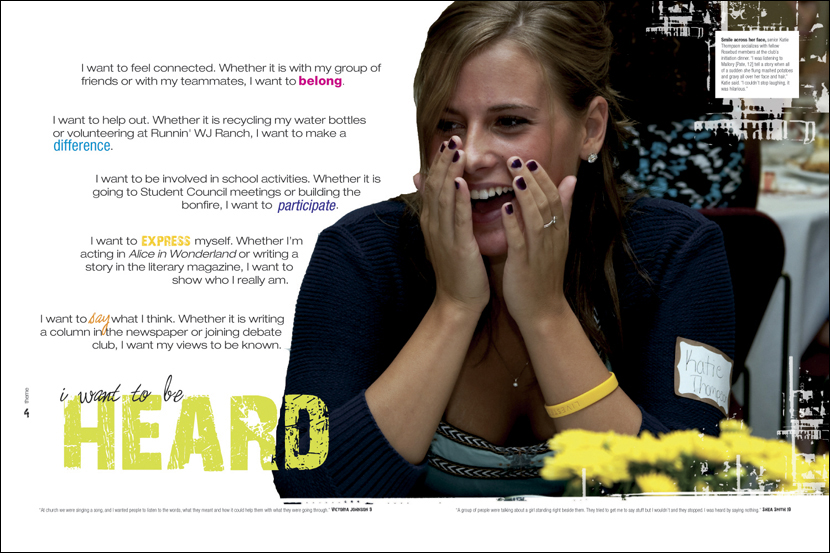 I want to feel connected. Whether it is with my group of
friends or with my teammates, I want to belong.
I want to help out. Whether it is recycling my water bottles
or volunteering at Runnin' WJ Ranch, I want to make a
difference.
I want to be involved in school activities. Whether it is
going to Student Council meetings or building the
bonfire, I want to participate.
I want to EXPRESS myself. Whether I'm
acting in Alice in Wonderland or writing a
story in the literary magazine, I want to
show who I really am.
I want to say what I think. Whether it is writing
a column in the newspaper or joining debate
club, I want my views to be known.
i want to be
HEARD
theme
4
Smile across her face, senior Katie
Thompson socializes with fellow
Rosebud members at the club's
initiation dinner. "I was listening to
Mallory [Pate, 12] tell a story when all
of a sudden she flung mashed potatoes
and gravy all over her face and hair,"
Katie said. "I couldn't stop laughing. It
was hilarious."
Katie
Thompson
"At church we were singing a song, and I wanted people to listen to the words, what they meant and how it could help them with what they were going through." VICTORIA JOHNSON 9
"A group of people were talking about a girl standing right beside them. They tried to get me to say stuff but I wouldn't and they stopped. I was heard by saying nothing." SHEA SMITH 10